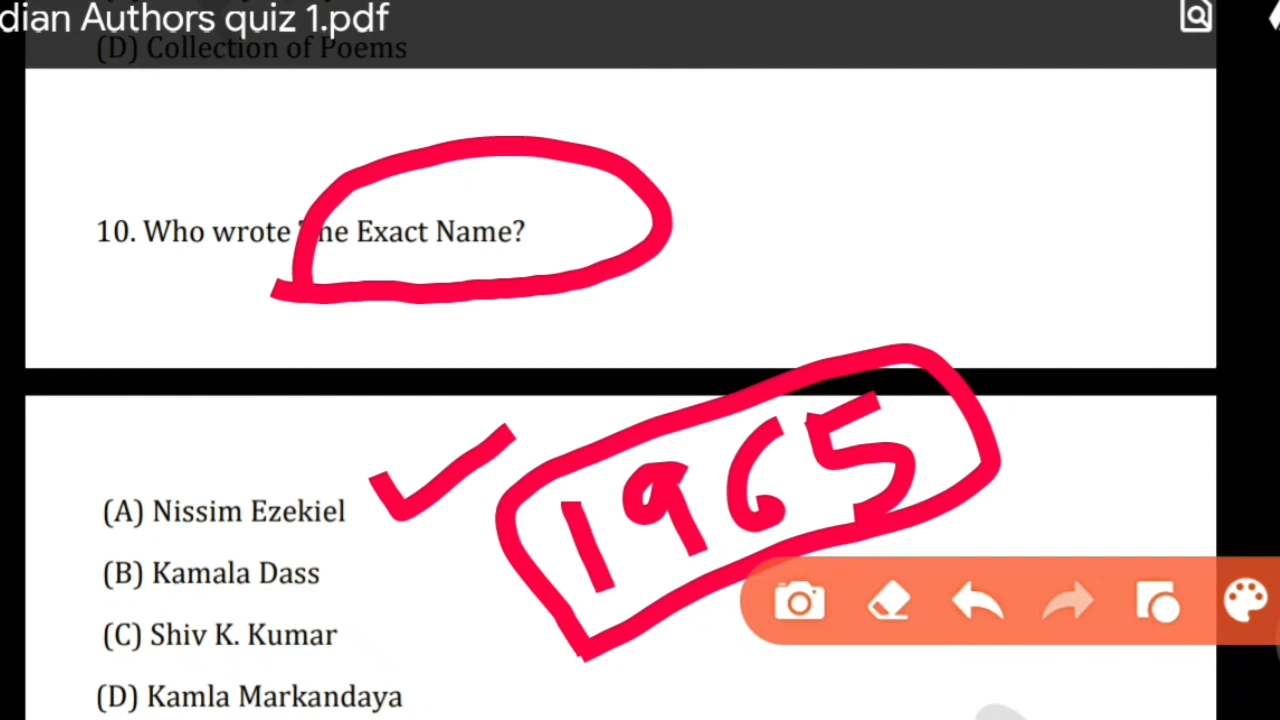 dian Authors quiz 1.pdf
(D) Collection of Poems
10. Who wrote The Exact Name?
1965
(A) Nissim Ezekiel
(B) Kamala Dass
(C) Shiv K. Kumar
(D) Kamla Markandaya